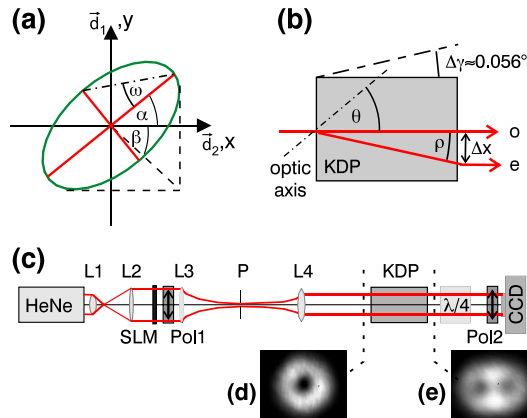 (a)
d⃗₁,y
ω
α
β
d⃗₂,x
(b)
Δγ≈0.056°
θ
o
ρ
Δx
e
optic
axis
KDP
(c)
L1 L2 L3 P L4 KDP
HeNe
λ/4
CCD
SLM Pol1
Pol2
(d)
(e)